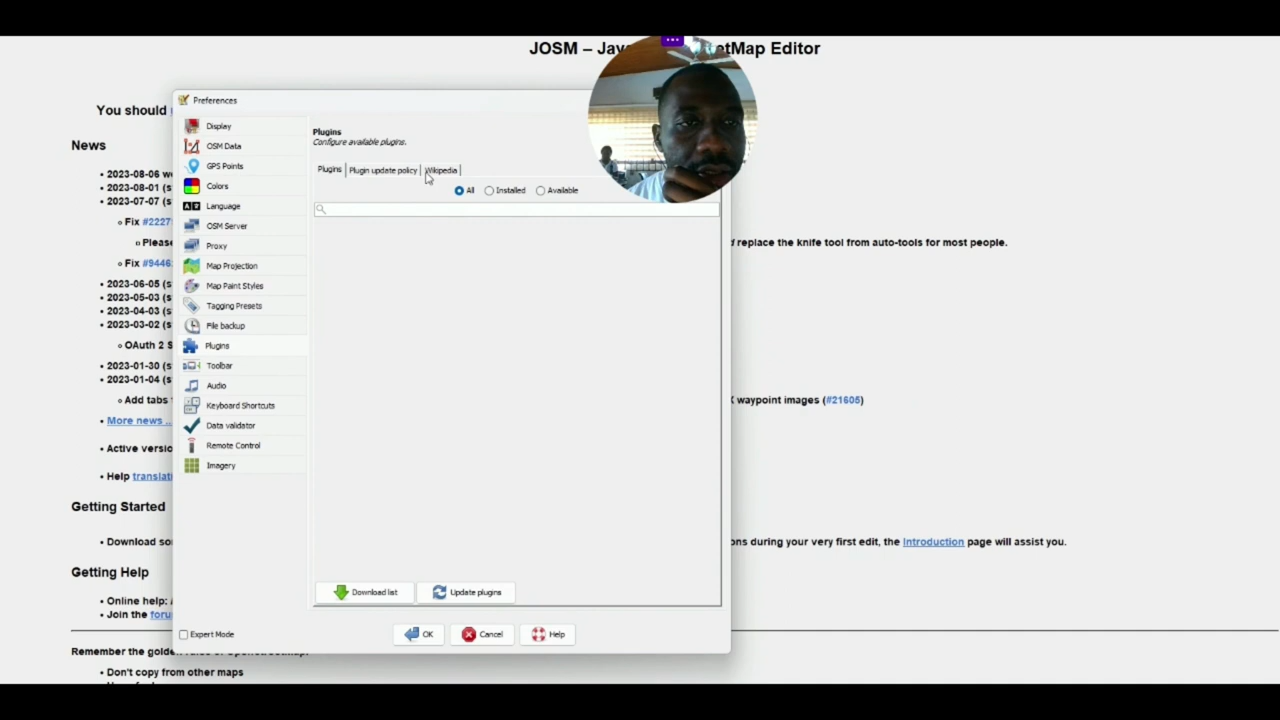 JOSM – Jav etMap Editor
Preferences
You should
News
• 2023-08-06 w
• 2023-08-01 (s
• 2023-07-07 (s
Fix #2227
Please
Fix #9446
• 2023-06-05 (s
• 2023-05-03 (s
• 2023-04-03 (s
• 2023-03-02 (s
OAuth 2 S
• 2023-01-30 (s
• 2023-01-04 (s
Add tabs
• More news ..
• Active versio
• Help translati
Getting Started
• Download so
Getting Help
• Online help:
• Join the foru
Display
OSM Data
GPS Points
Colors
Language
OSM Server
Proxy
Map Projection
Map Paint Styles
Tagging Presets
File backup
Plugins
Toolbar
Audio
Keyboard Shortcuts
Data validator
Remote Control
Imagery
Plugins
Configure available plugins.
Plugins Plugin update policy Wikipedia
All Installed Available
Download list Update plugins
Expert Mode OK Cancel Help
replace the knife tool from auto-tools for most people.
X waypoint images (#21605)
ons during your very first edit, the Introduction page will assist you.
Remember the golde
• Don't copy from other maps